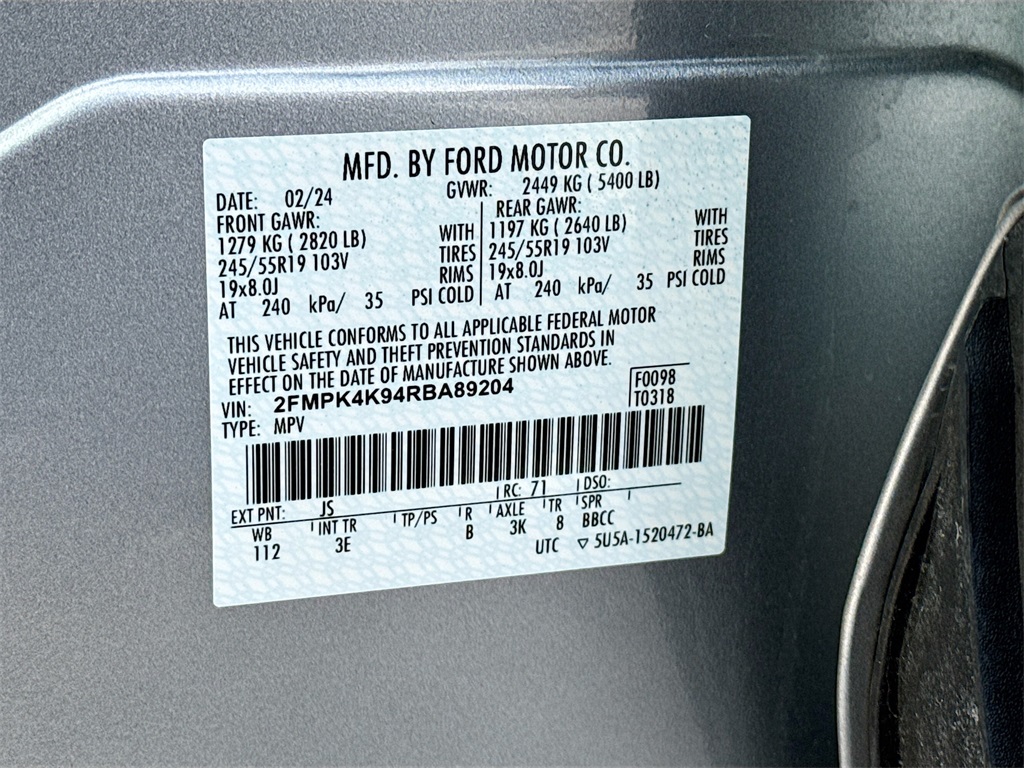 MFD. BY FORD MOTOR CO.
DATE: 02/24 GVWR: 2449 KG ( 5400 LB)
FRONT GAWR: REAR GAWR:
1279 KG ( 2820 LB) WITH 1197 KG ( 2640 LB) WITH
245/55R19 103V TIRES 245/55R19 103V TIRES
19x8.0J RIMS 19x8.0J RIMS
AT 240 kPa/ 35 PSI COLD AT 240 kPa/ 35 PSI COLD
THIS VEHICLE CONFORMS TO ALL APPLICABLE FEDERAL MOTOR
VEHICLE SAFETY AND THEFT PREVENTION STANDARDS IN
EFFECT ON THE DATE OF MANUFACTURE SHOWN ABOVE.
VIN: 2FMPK4K94RBA89204 F0098
TYPE: MPV T0318
EXT PNT: JS RC: 71 DSO:
WB INT TR TP/PS R AXLE TR SPR
112 3E B 3K 8 BBCC
UTC ▽ 5U5A-1520472-BA